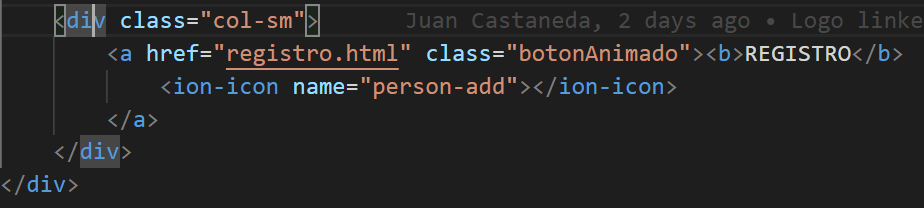 <div class="col-sm"> Juan Castaneda, 2 days ago • Logo linke
<a href="registro.html" class="botonAnimado"><b>REGISTRO</b>
<ion-icon name="person-add"></ion-icon>
</a>
</div>
</div>